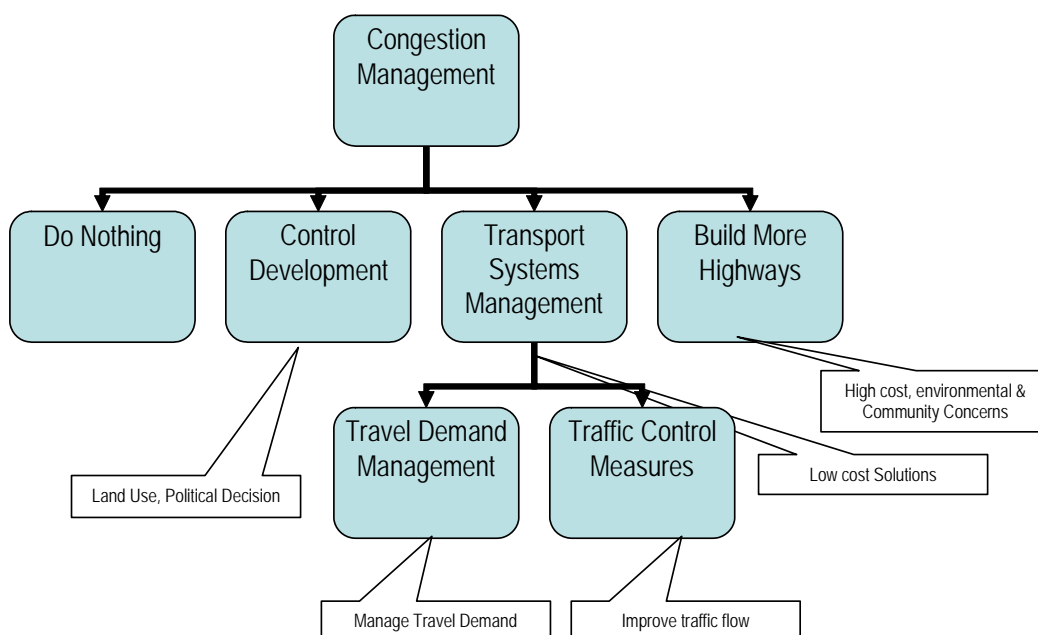 Congestion
Management
Do Nothing
Control
Development
Transport
Systems
Management
Build More
Highways
High cost, environmental &
Community Concerns
Travel Demand
Management
Traffic Control
Measures
Land Use, Political Decision
Low cost Solutions
Manage Travel Demand
Improve traffic flow